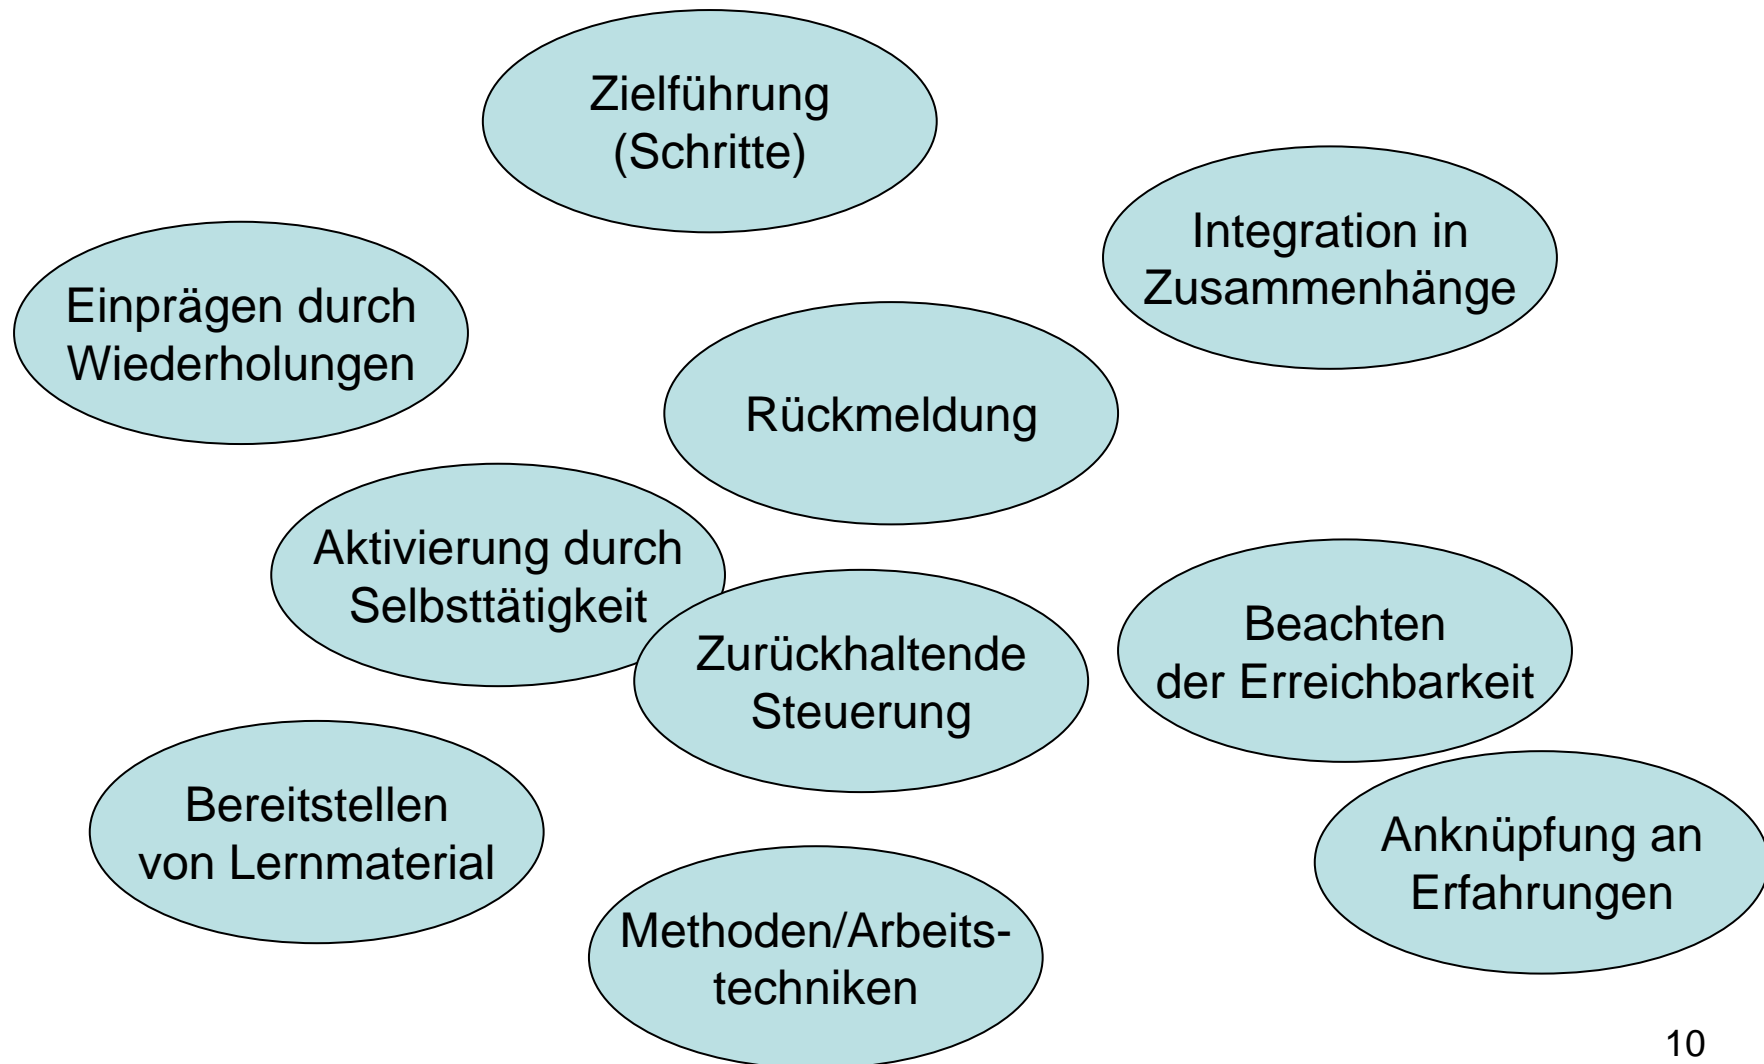 Zielführung
(Schritte)
Integration in
Zusammenhänge
Einprägen durch
Wiederholungen
Rückmeldung
Aktivierung durch
Selbsttätigkeit
Zurückhaltende
Steuerung
Beachten
der Erreichbarkeit
Bereitstellen
von Lernmaterial
Anknüpfung an
Erfahrungen
Methoden/Arbeits-
techniken
10